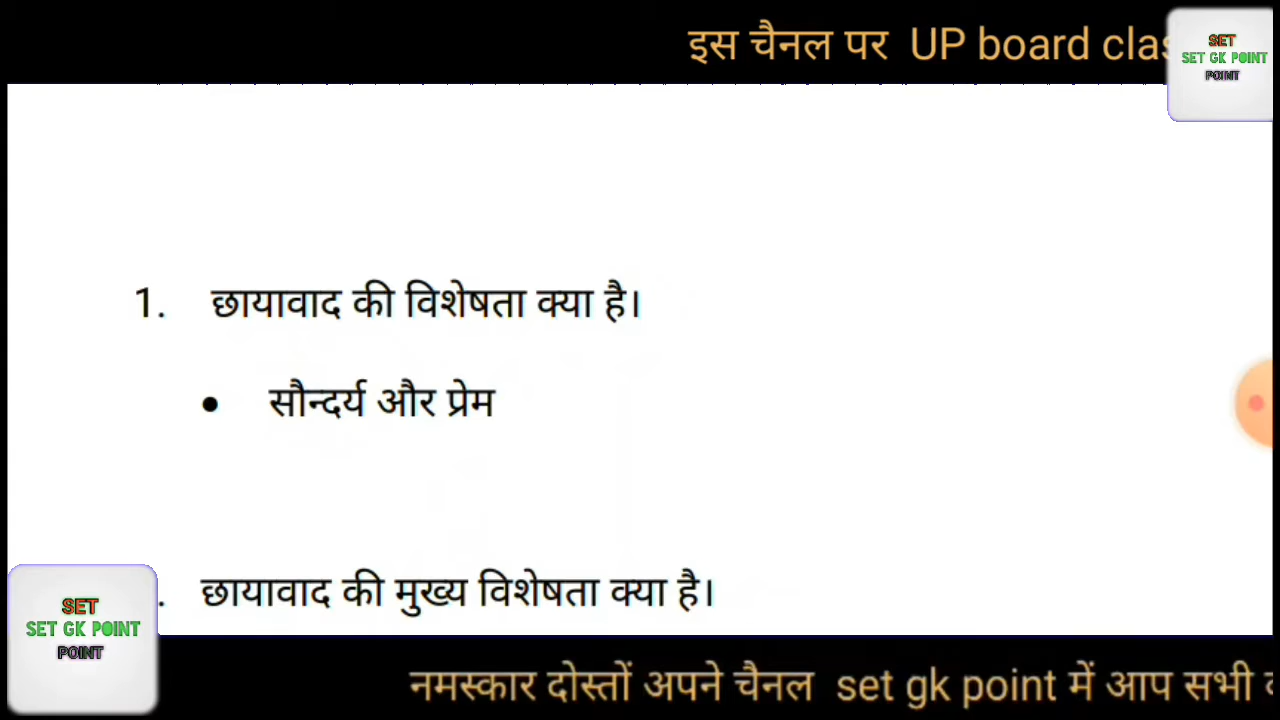 इस चैनल पर UP board
SET
SET GK POINT
POINT
1. छायावाद की विशेषता क्या है।
• सौन्दर्य और प्रेम
. छायावाद की मुख्य विशेषता क्या है।
SET
SET GK POINT
POINT
नमस्कार दोस्तों अपने चैनल set gk point में आप सभी